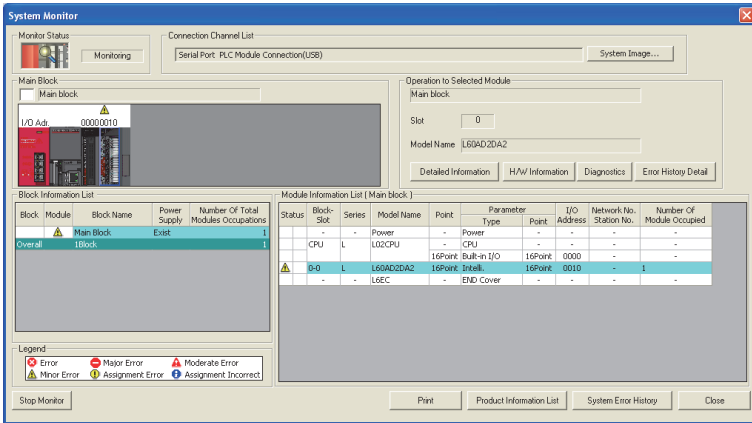 System Monitor
Monitor Status
Monitoring
Connection Channel List
Serial Port PLC Module Connection(USB)
System Image...
Main Block
Main block
I/O Adr. 00000010
Operation to Selected Module
Main block
Slot 0
Model Name L60AD2DA2
Detailed Information H/W Information Diagnostics Error History Detail
Block Information List
Block Module Block Name Power Supply Number Of Total Modules Occupations
Main Block Exist 1
Overall 1Block 1
Module Information List ( Main block )
Status Block-Slot Series Model Name Point Parameter Type Point I/O Address Network No. Station No. Number Of Module Occupied
- - Power - Power - - - -
CPU L L02CPU - CPU - - - -
16Point Built-in I/O 16Point 0000 - -
0-0 L L60AD2DA2 16Point Intelli. 16Point 0010 - 1
- - L6EC - END Cover - - - -
Legend
Error Major Error Moderate Error
Minor Error Assignment Error Assignment Incorrect
Stop Monitor Print Product Information List System Error History Close